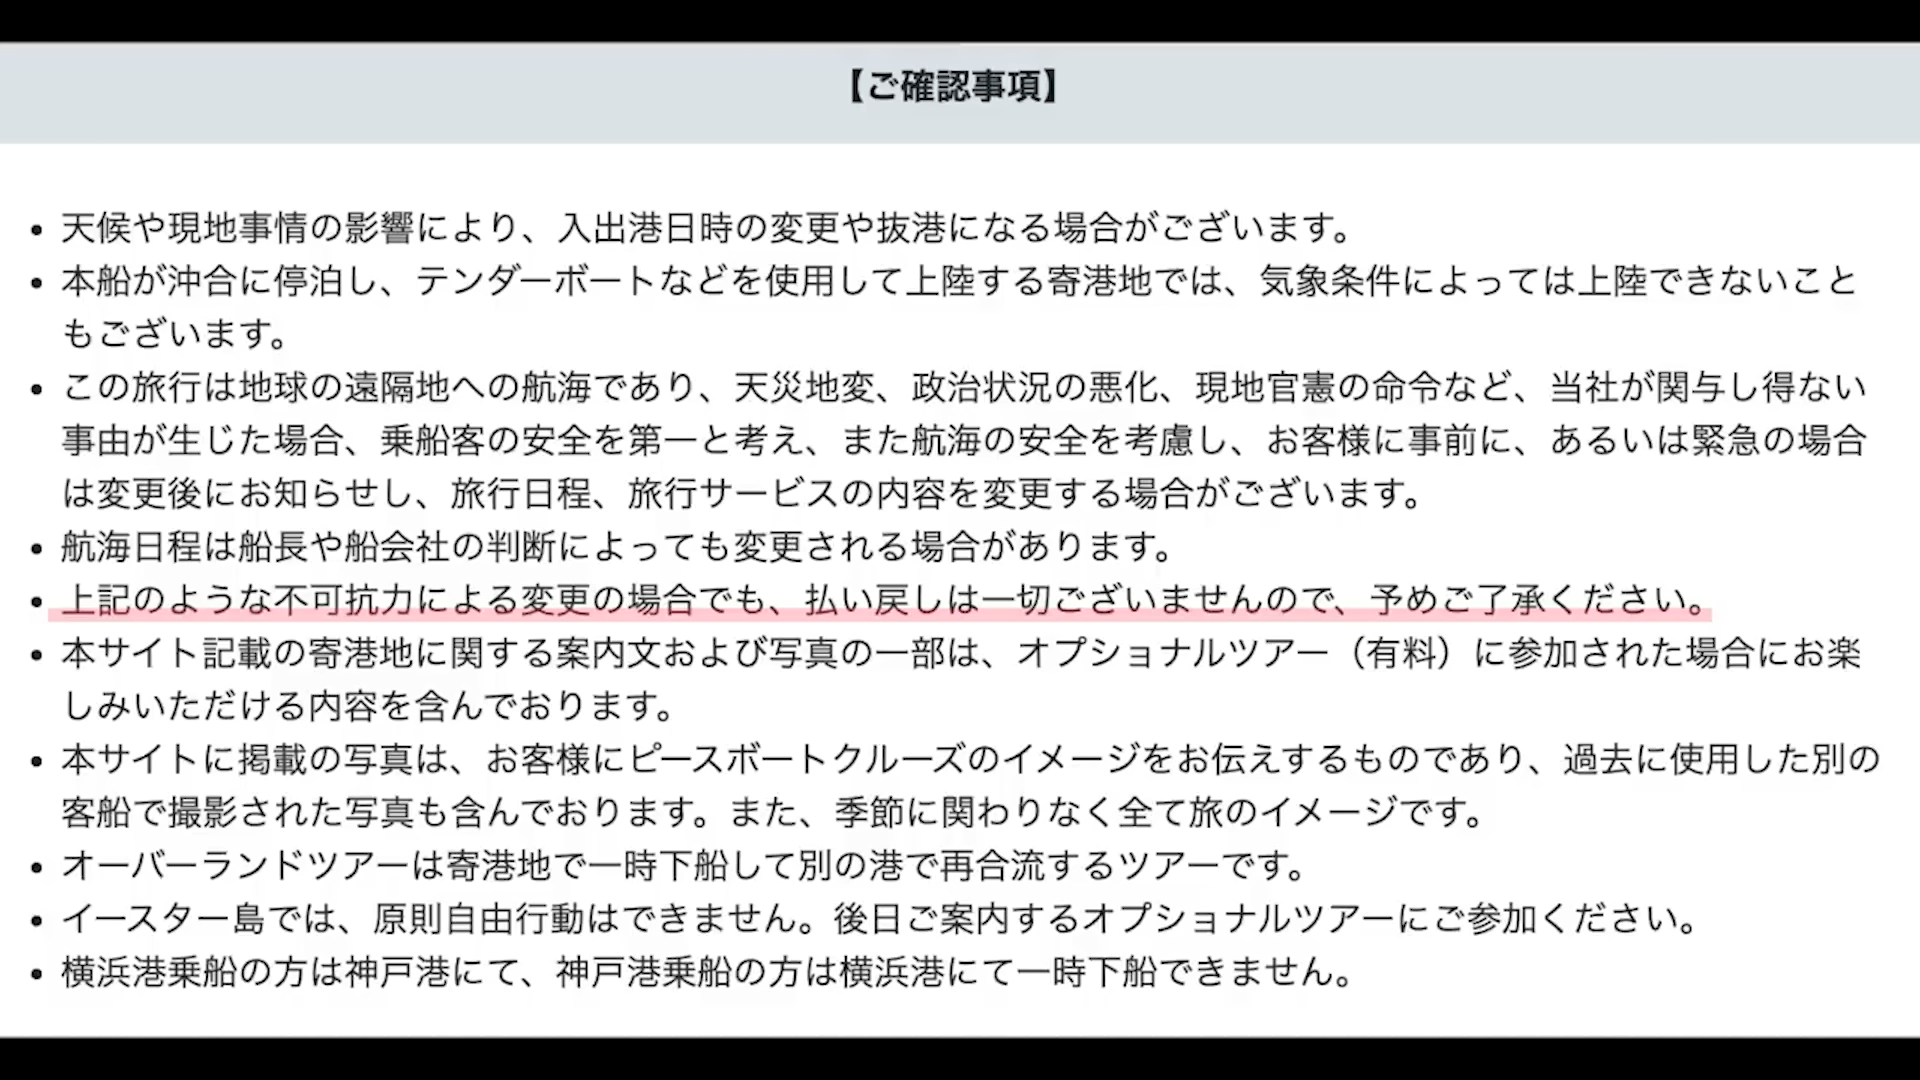 【ご確認事項】
• 天候や現地事情の影響により、入出港日時の変更や抜港になる場合がございます。
• 本船が沖合に停泊し、テンダーボートなどを使用して上陸する寄港地では、気象条件によっては上陸できないこと
もございます。
• この旅行は地球の遠隔地への航海であり、天災地変、政治状況の悪化、現地官憲の命令など、当社が関与し得ない
事由が生じた場合、乗船客の安全を第一と考え、また航海の安全を考慮し、お客様に事前に、あるいは緊急の場合
は変更後にお知らせし、旅行日程、旅行サービスの内容を変更する場合がございます。
• 航海日程は船長や船会社の判断によっても変更される場合があります。
• 上記のような不可抗力による変更の場合でも、払い戻しは一切ございませんので、予めご了承ください。
• 本サイト記載の寄港地に関する案内文および写真の一部は、オプショナルツアー（有料）に参加された場合にお楽
しみいただける内容を含んでおります。
• 本サイトに掲載の写真は、お客様にピースボートクルーズのイメージをお伝えするものであり、過去に使用した別の
客船で撮影された写真も含んでおります。また、季節に関わりなく全て旅のイメージです。
• オーバーランドツアーは寄港地で一時下船して別の港で再合流するツアーです。
• イースター島では、原則自由行動はできません。後日ご案内するオプショナルツアーにご参加ください。
• 横浜港乗船の方は神戸港にて、神戸港乗船の方は横浜港にて一時下船できません。